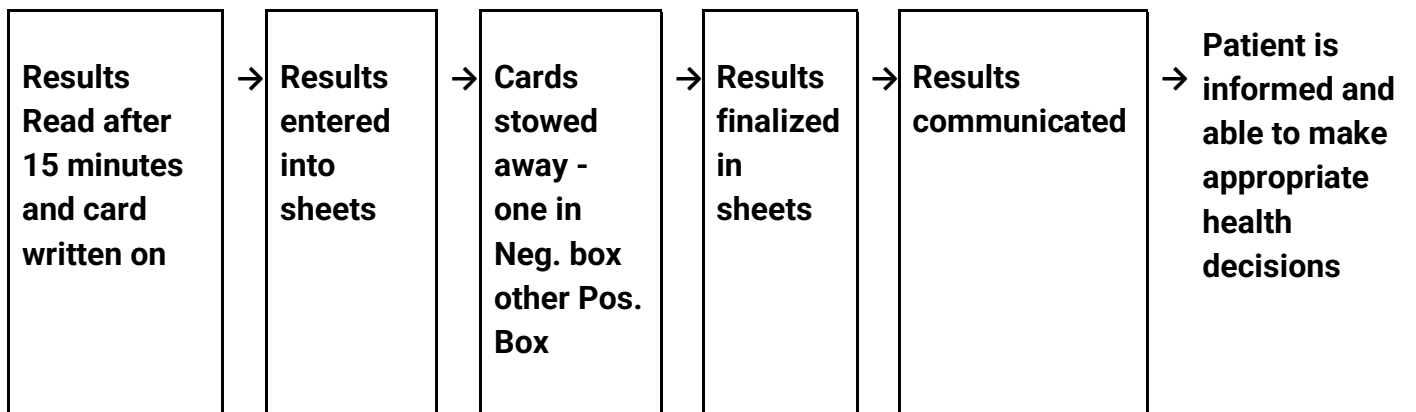 Results
Read after
15 minutes
and card
written on
→
Results
entered
into
sheets
→
Cards
stowed
away -
one in
Neg. box
other Pos.
Box
→
Results
finalized
in
sheets
→
Results
communicated
→
Patient is
informed and
able to make
appropriate
health
decisions